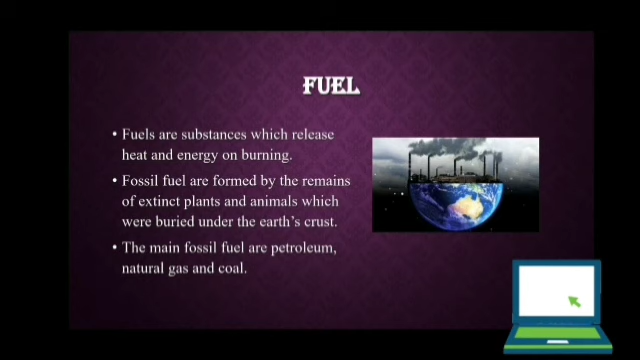 FUEL
• Fuels are substances which release
heat and energy on burning.
• Fossil fuel are formed by the remains
of extinct plants and animals which
were buried under the earth's crust.
• The main fossil fuel are petroleum,
natural gas and coal.